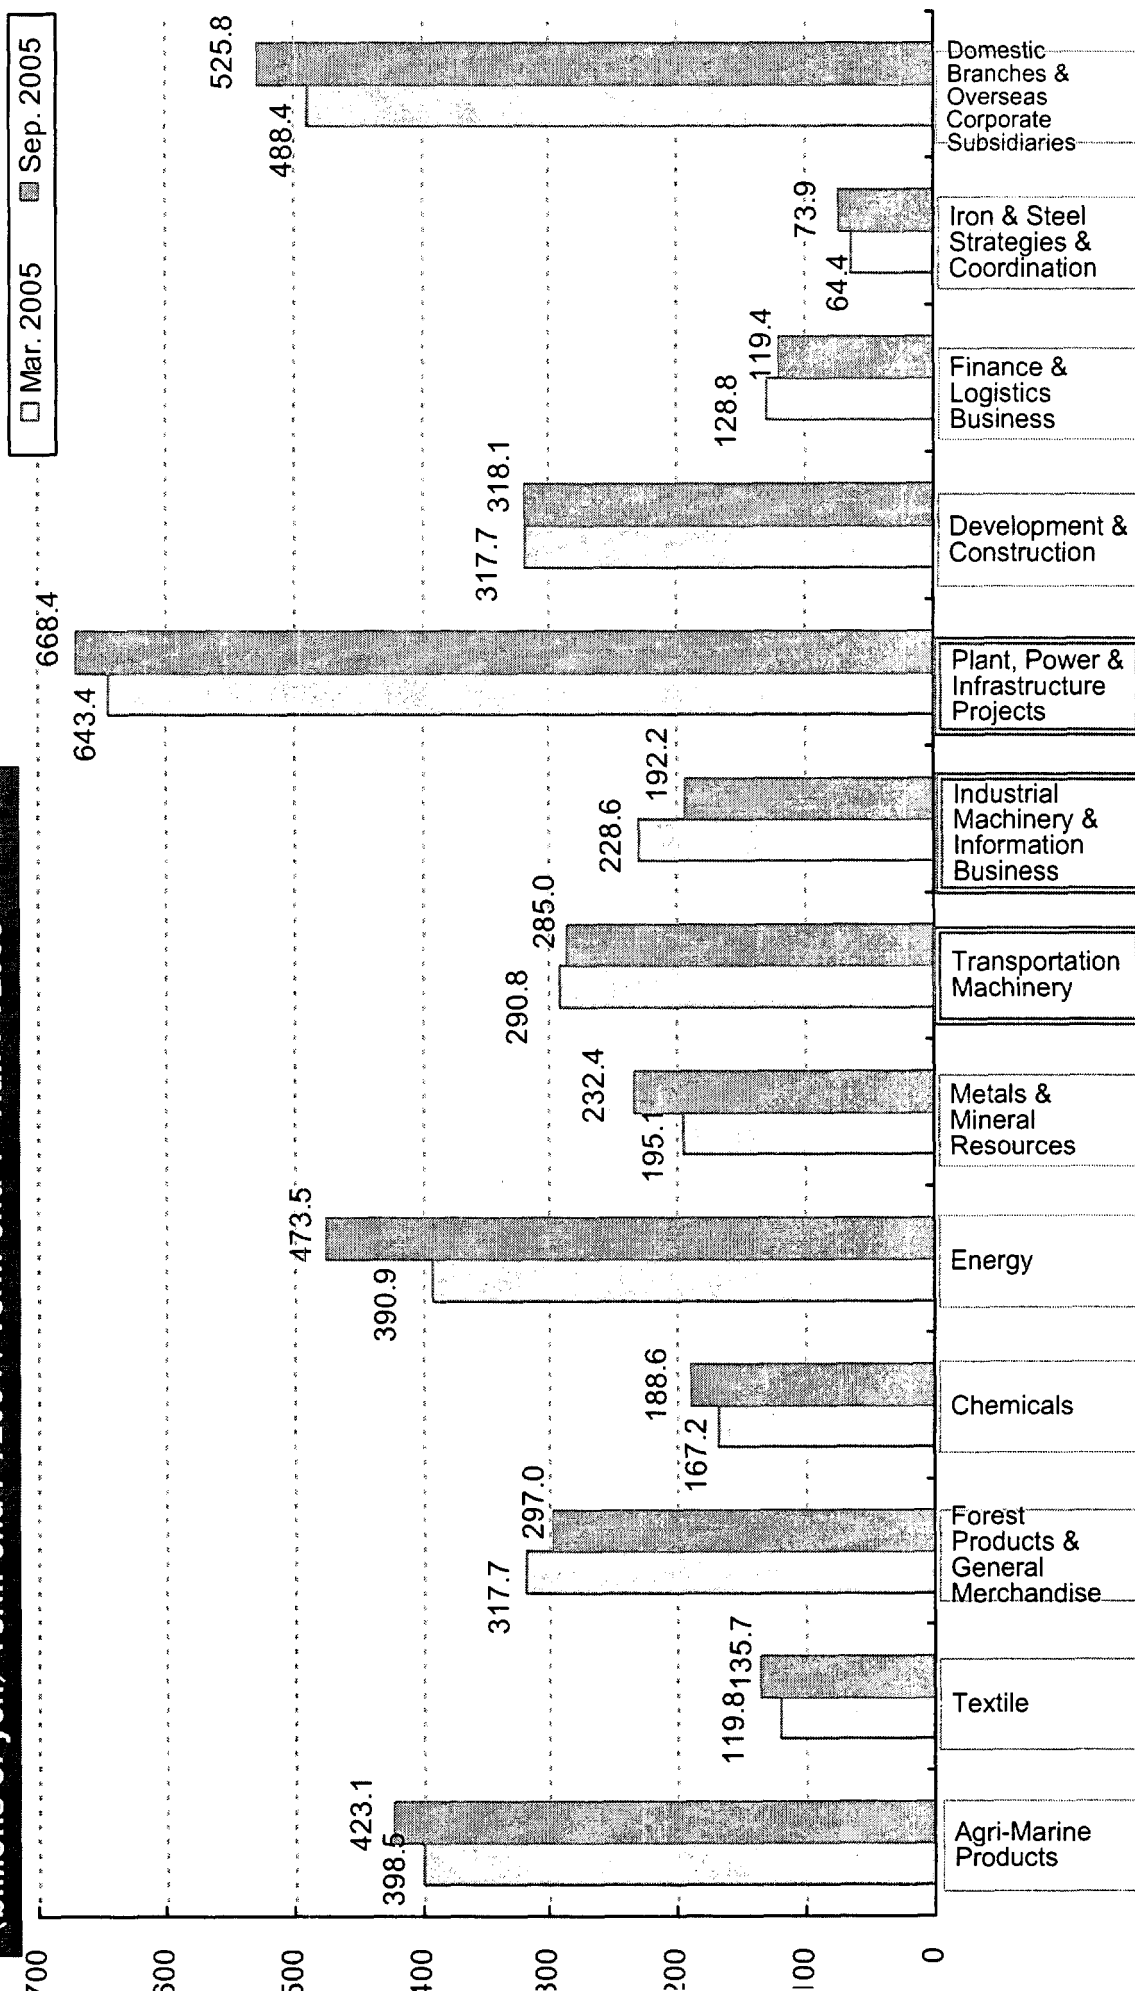 (billions of yen)
Mar. 2005 Sep. 2005
700
600
500
400
300
200
100
0
398.5
423.1
119.8
135.7
317.7
297.0
167.2
188.6
390.9
473.5
195.1
232.4
290.8
285.0
228.6
192.2
643.4
668.4
317.7
318.1
128.8
119.4
64.4
73.9
488.4
525.8
Agri-Marine
Products
Textile
Forest
Products &
General
Merchandise
Chemicals
Energy
Metals &
Mineral
Resources
Transportation
Machinery
Industrial
Machinery &
Information
Business
Plant, Power &
Infrastructure
Projects
Development &
Construction
Finance &
Logistics
Business
Iron & Steel
Strategies &
Coordination
Domestic
Branches &
Overseas
Corporate
Subsidiaries